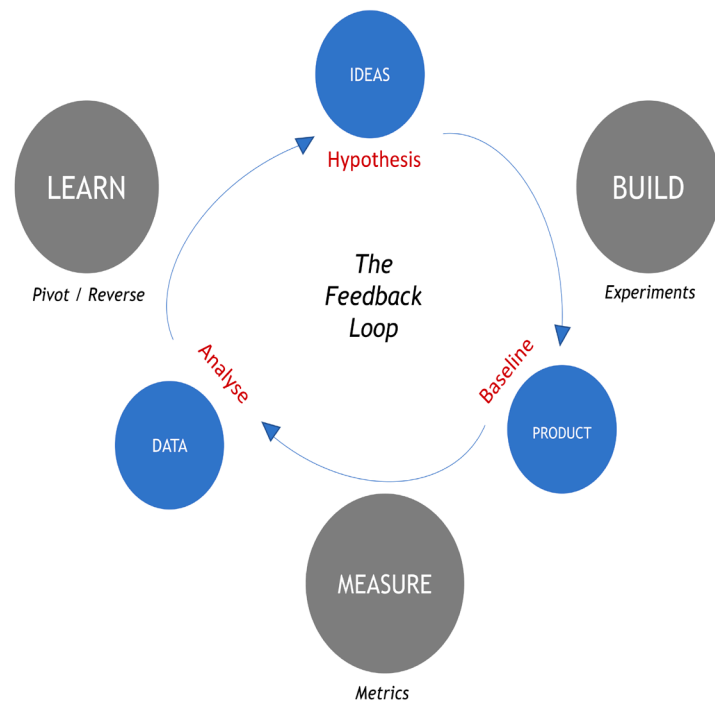 IDEAS
Hypothesis
LEARN
Pivot / Reverse
BUILD
Experiments
The
Feedback
Loop
Analyse
Baseline
DATA
PRODUCT
MEASURE
Metrics